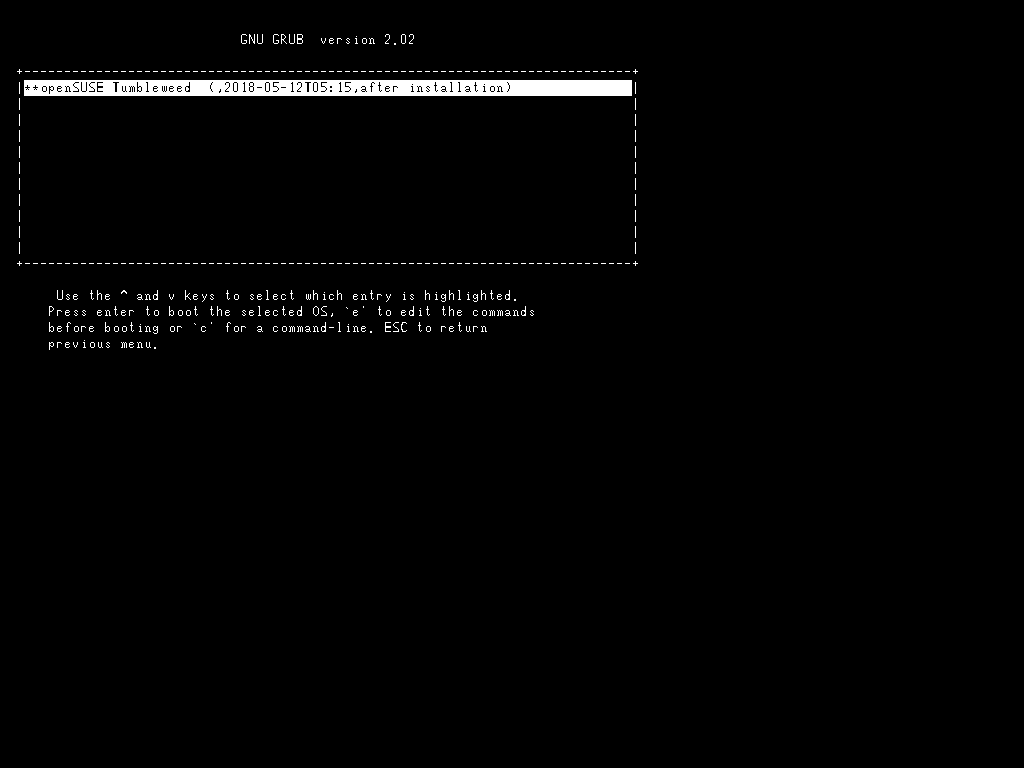 GNU GRUB  version 2.02
+----------------------------------------------------------------------------+
|**openSUSE Tumbleweed  (,2018-05-12T05:15,after installation)               |
|                                                                            |
|                                                                            |
|                                                                            |
|                                                                            |
|                                                                            |
|                                                                            |
|                                                                            |
|                                                                            |
|                                                                            |
|                                                                            |
+----------------------------------------------------------------------------+
Use the ^ and v keys to select which entry is highlighted.
Press enter to boot the selected OS, `e' to edit the commands
before booting or `c' for a command-line. ESC to return
previous menu.